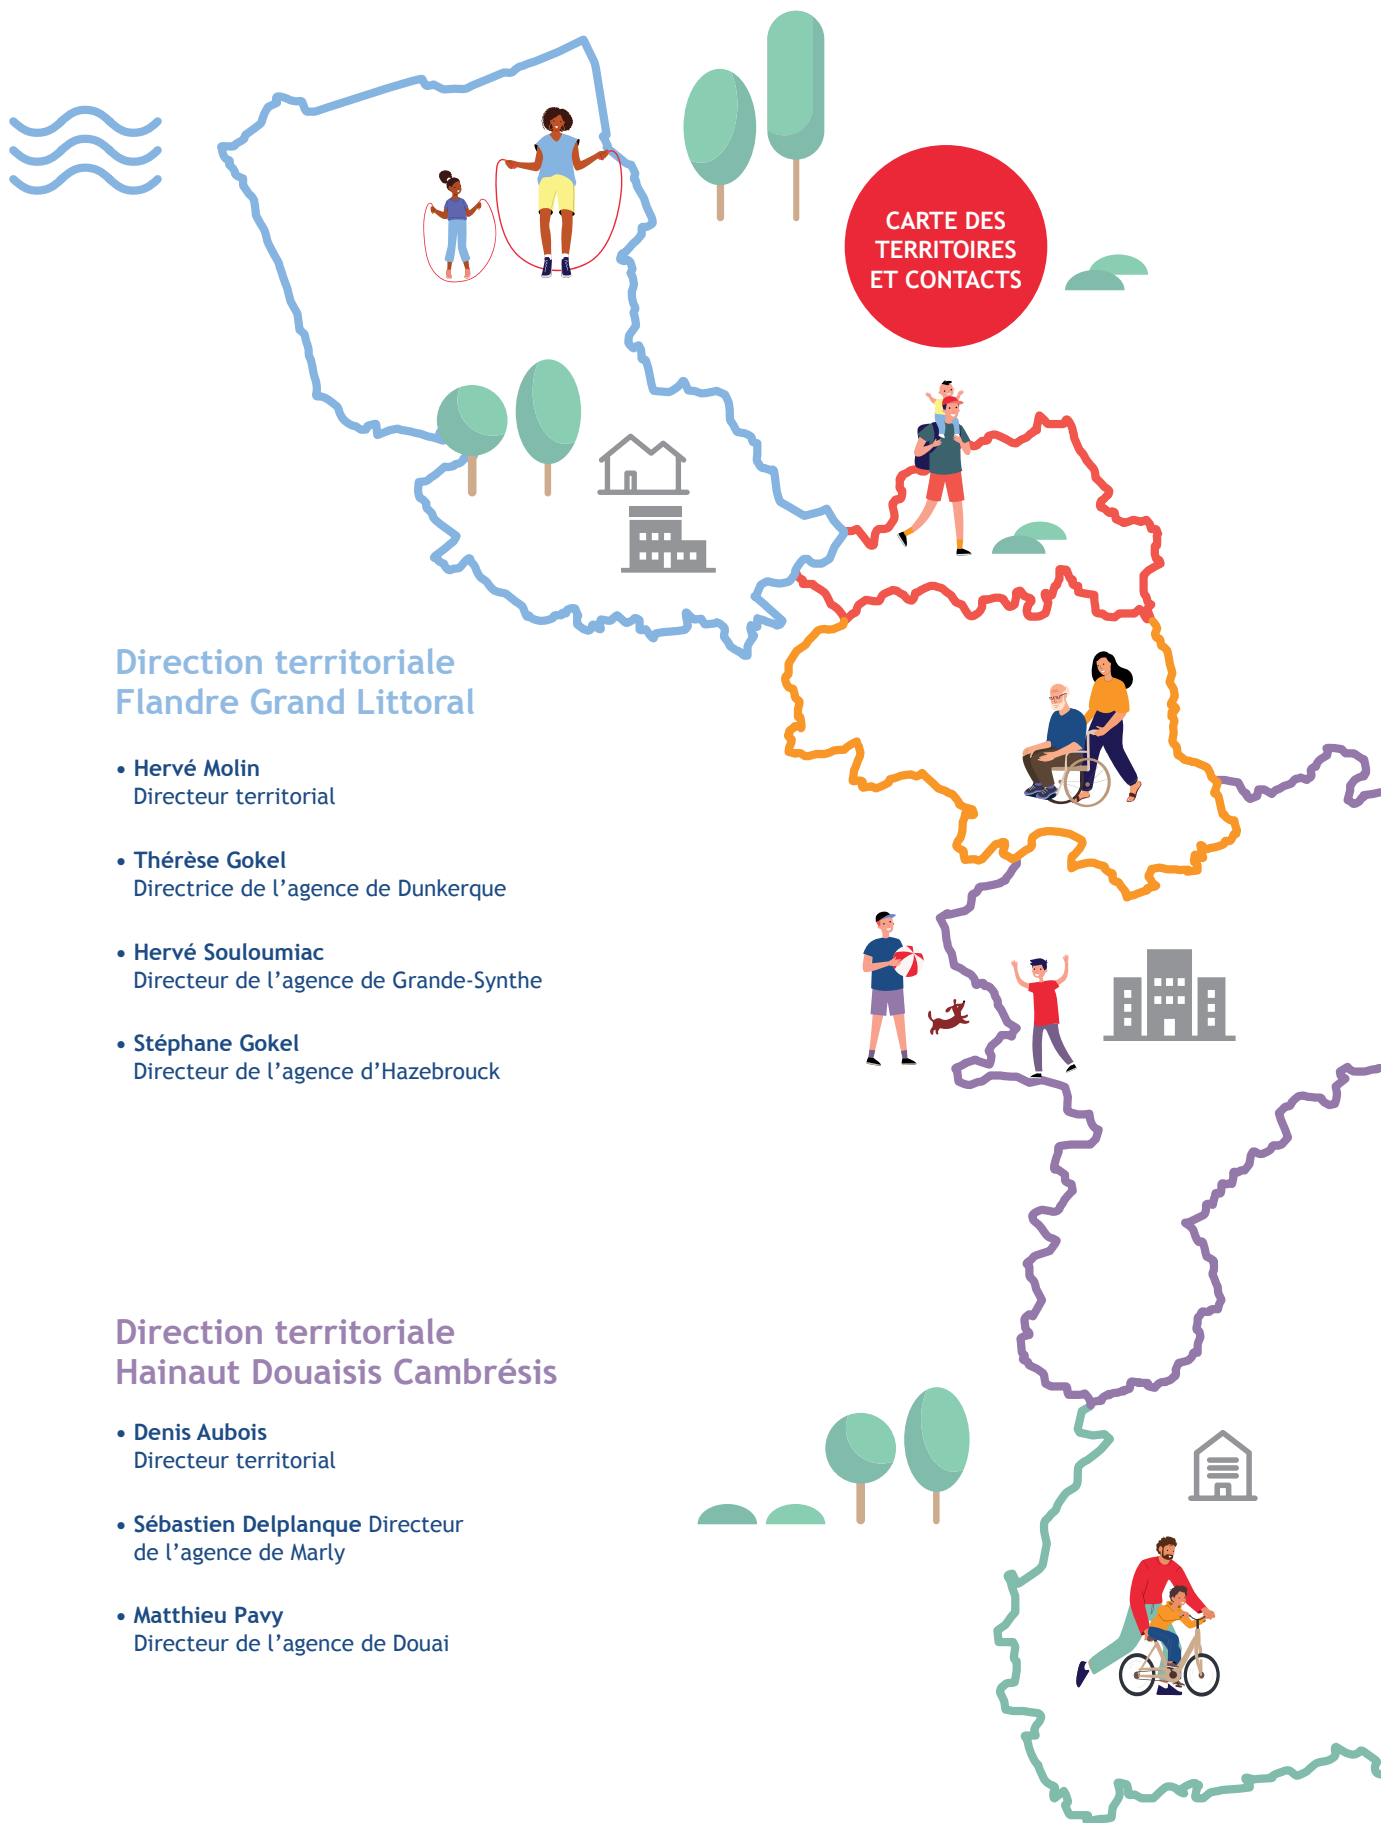 CARTE DES
TERRITOIRES
ET CONTACTS
Direction territoriale
Flandre Grand Littoral
• Hervé Molin
Directeur territorial
• Thérèse Gokel
Directrice de l’agence de Dunkerque
• Hervé Souloumiac
Directeur de l’agence de Grande-Synthe
• Stéphane Gokel
Directeur de l’agence d’Hazebrouck
Direction territoriale
Hainaut Douaisis Cambrésis
• Denis Aubois
Directeur territorial
• Sébastien Delplanque Directeur
de l’agence de Marly
• Matthieu Pavy
Directeur de l’agence de Douai